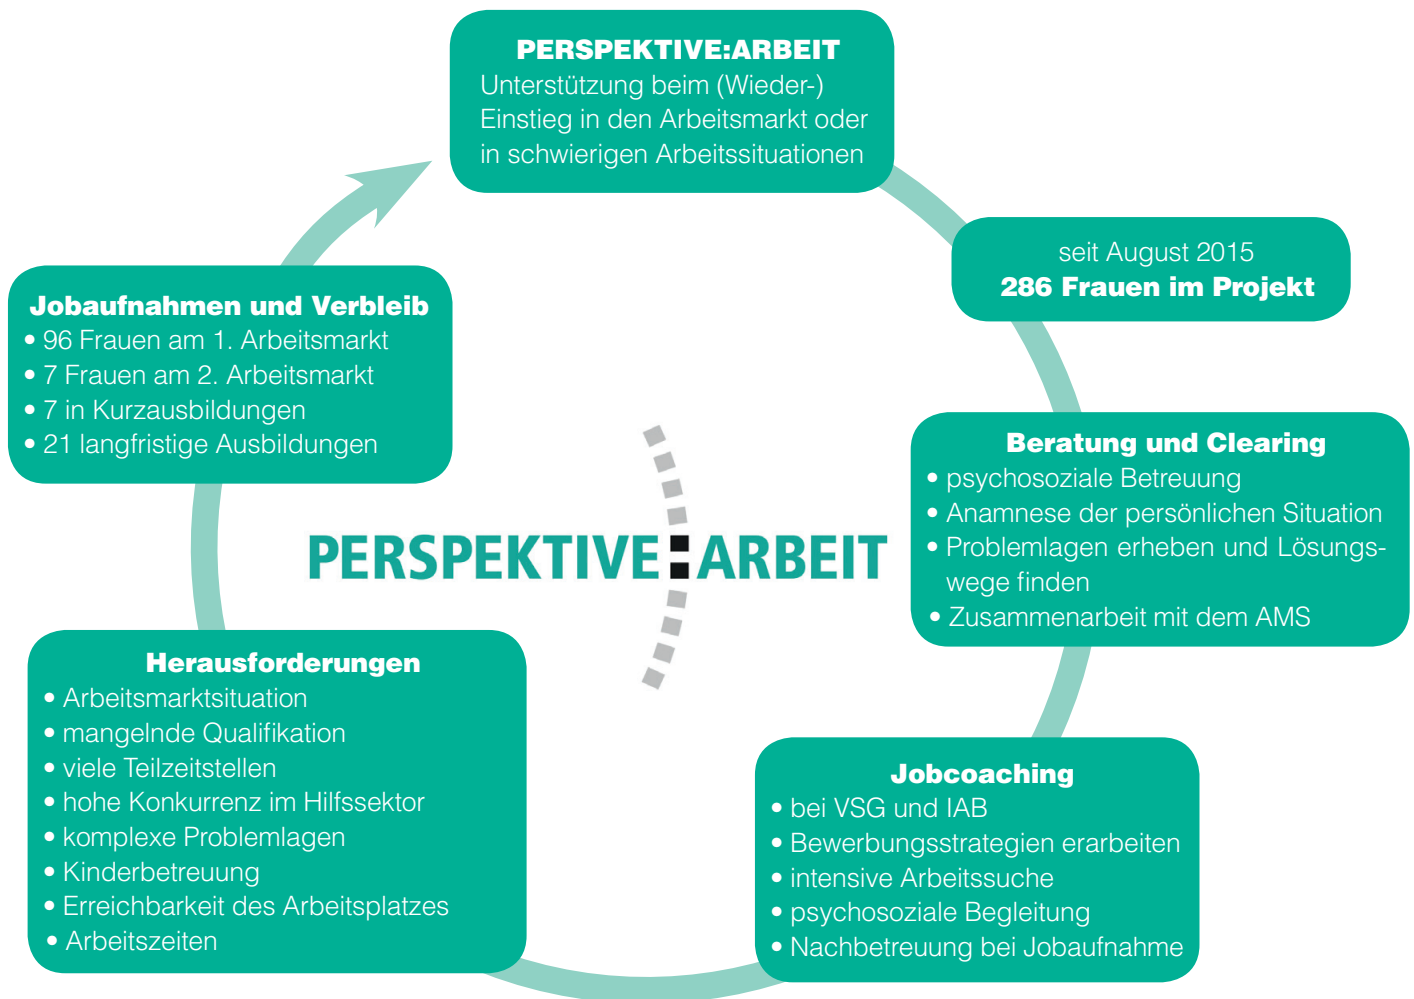 PERSPEKTIVE:ARBEIT
Unterstützung beim (Wieder-)
Einstieg in den Arbeitsmarkt oder
in schwierigen Arbeitssituationen
seit August 2015
286 Frauen im Projekt
Beratung und Clearing
• psychosoziale Betreuung
• Anamnese der persönlichen Situation
• Problemlagen erheben und Lösungs-
wege finden
• Zusammenarbeit mit dem AMS
Jobcoaching
• bei VSG und IAB
• Bewerbungsstrategien erarbeiten
• intensive Arbeitssuche
• psychosoziale Begleitung
• Nachbetreuung bei Jobaufnahme
Herausforderungen
• Arbeitsmarktsituation
• mangelnde Qualifikation
• viele Teilzeitstellen
• hohe Konkurrenz im Hilfssektor
• komplexe Problemlagen
• Kinderbetreuung
• Erreichbarkeit des Arbeitsplatzes
• Arbeitszeiten
Jobaufnahmen und Verbleib
• 96 Frauen am 1. Arbeitsmarkt
• 7 Frauen am 2. Arbeitsmarkt
• 7 in Kurzausbildungen
• 21 langfristige Ausbildungen
PERSPEKTIVE:ARBEIT